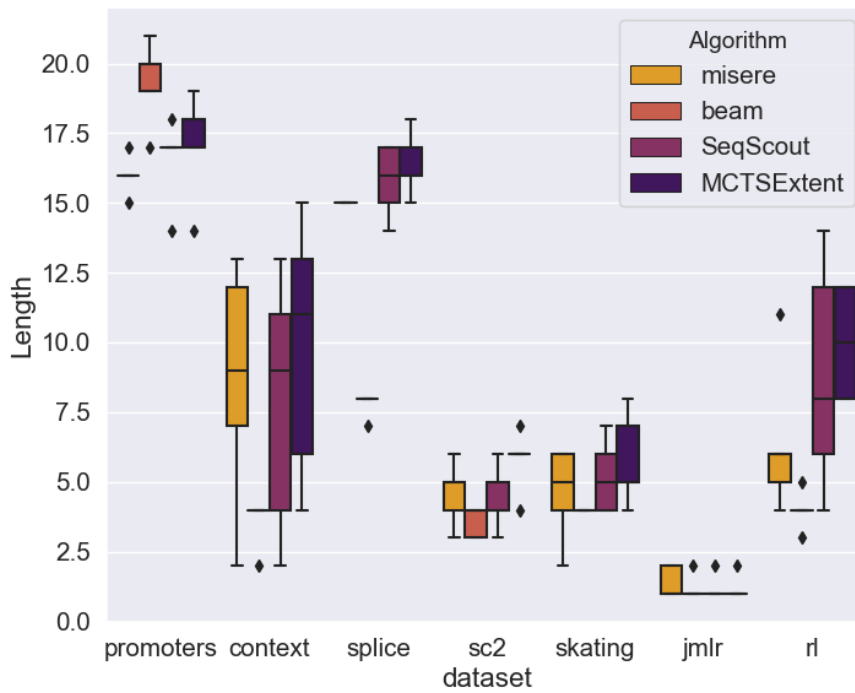 Length
20.0
17.5
15.0
12.5
10.0
7.5
5.0
2.5
0.0
Algorithm
misere
beam
SeqScout
MCTSExtent
promoters context splice sc2 skating jmlr rl
dataset